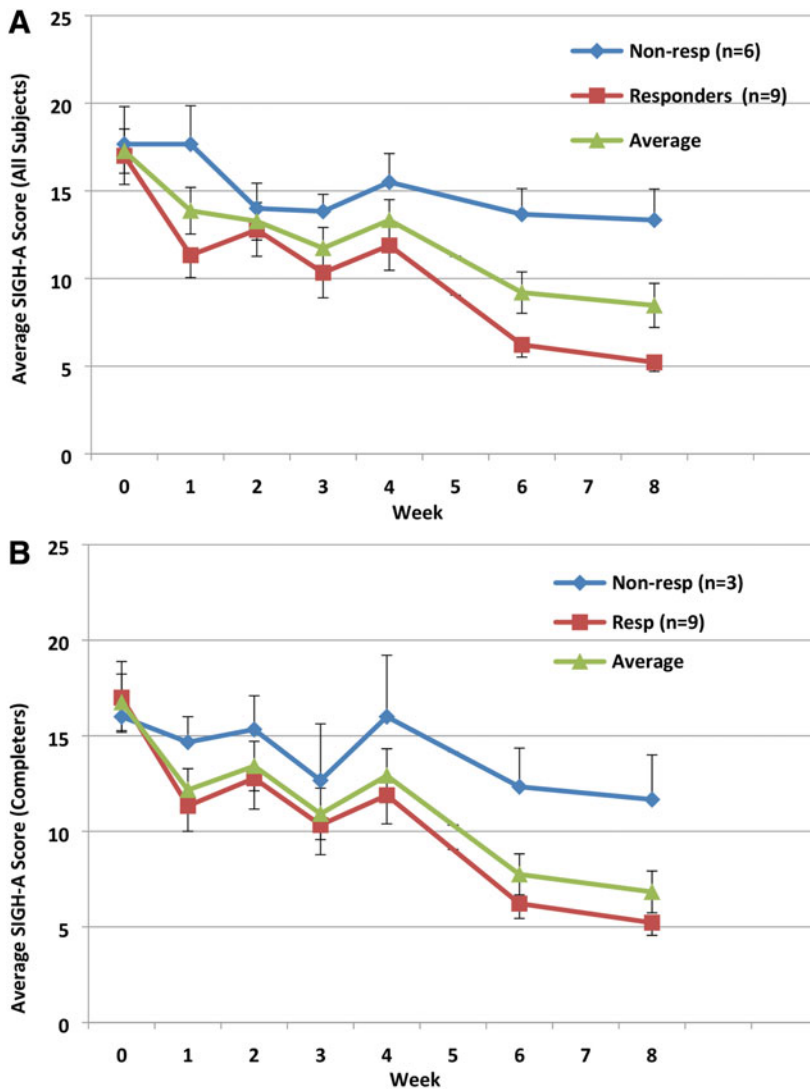 A
Average SIGH-A Score (All Subjects)
25
20
15
10
5
0
Non-resp (n=6)
Responders (n=9)
Average
0 1 2 3 4 5 6 7 8
Week
B
Average SIGH-A Score (Completers)
25
20
15
10
5
0
Non-resp (n=3)
Resp (n=9)
Average
0 1 2 3 4 5 6 7 8
Week